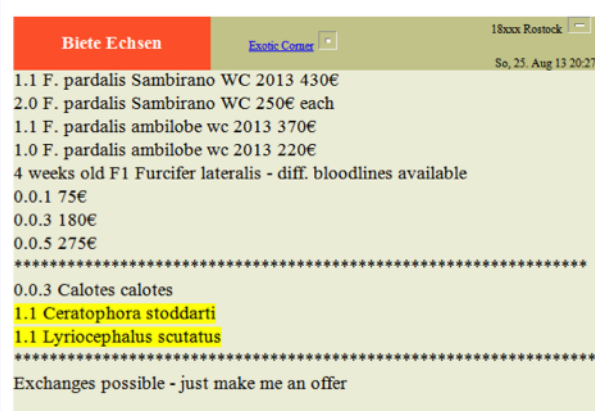 Biete Echsen
Exotic Corner
18xxx Rostock
So, 25. Aug 13 20:27
1.1 F. pardalis Sambirano WC 2013 430€
2.0 F. pardalis Sambirano WC 250€ each
1.1 F. pardalis ambilobe wc 2013 370€
1.0 F. pardalis ambilobe wc 2013 220€
4 weeks old F1 Furcifer lateralis - diff. bloodlines available
0.0.1 75€
0.0.3 180€
0.0.5 275€
*****************************************************************
0.0.3 Calotes calotes
1.1 Ceratophora stoddarti
1.1 Lyriocephalus scutatus
******************************************************************
Exchanges possible - just make me an offer